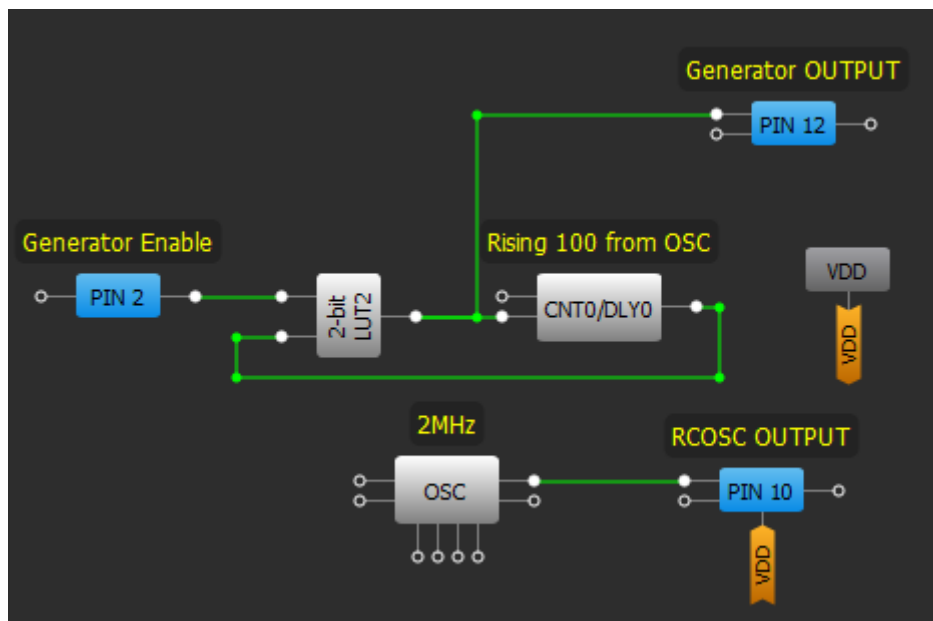 Generator OUTPUT
PIN 12
Generator Enable
Rising 100 from OSC
PIN 2
2-bit
LUT2
CNT0/DLY0
VDD
VDD
2MHz
RCOSC OUTPUT
OSC
PIN 10
VDD